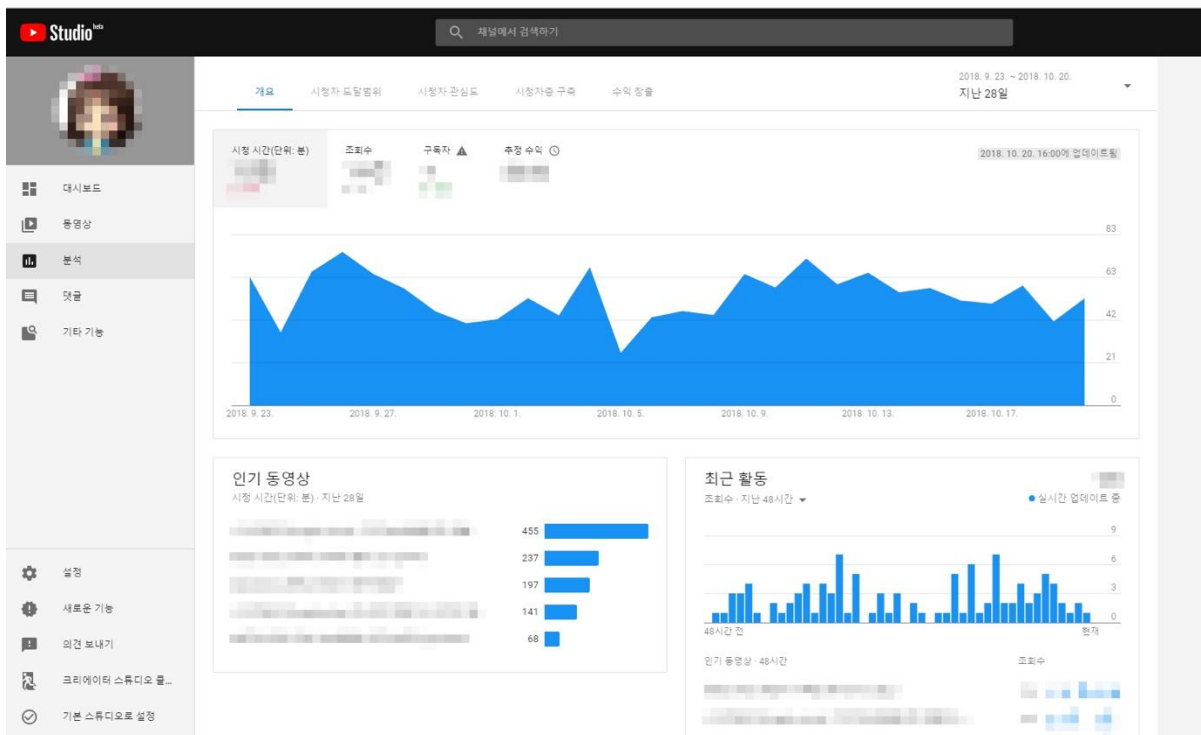 Studio beta
채널에서 검색하기
개요
시청자 도달범위
시청자 관심도
시청자층 구축
수익 창출
2018. 9. 23. ~ 2018. 10. 20.
지난 28일
대시보드
동영상
분석
댓글
기타 기능
설정
새로운 기능
의견 보내기
크리에이터 스튜디오 클...
기본 스튜디오로 설정
시청 시간(단위: 분)
조회수
구독자
추정 수익
2018. 10. 20. 16:00에 업데이트됨
83
63
42
21
0
2018. 9. 23.
2018. 9. 27.
2018. 10. 1.
2018. 10. 5.
2018. 10. 9.
2018. 10. 13.
2018. 10. 17.
인기 동영상
시청 시간(단위: 분) · 지난 28일
455
237
197
141
68
최근 활동
조회수 · 지난 48시간
실시간 업데이트 중
9
6
3
0
48시간 전
현재
인기 동영상 · 48시간
조회수